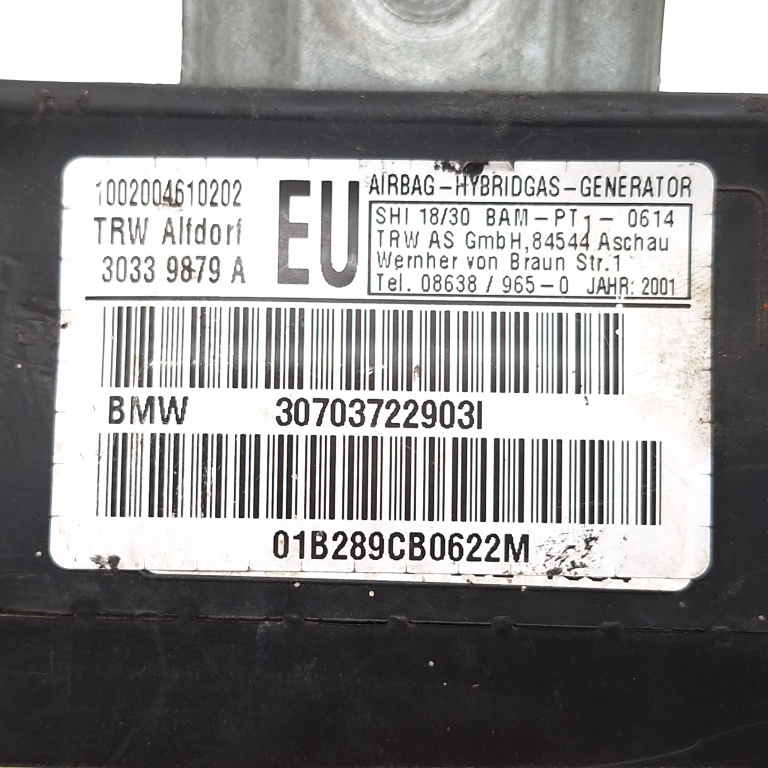 1002004610202
TRW Alfdorf
3033 9879 A
EU
AIRBAG-HYBRIDGAS-GENERATOR
SHI 18/30 BAM-PT1- 0614
TRW AS GmbH,84544 Aschau
Wernher von Braun Str.1
Tel. 08638 / 965-0 JAHR: 2001
BMW 30703722903I
01B289CB0622M